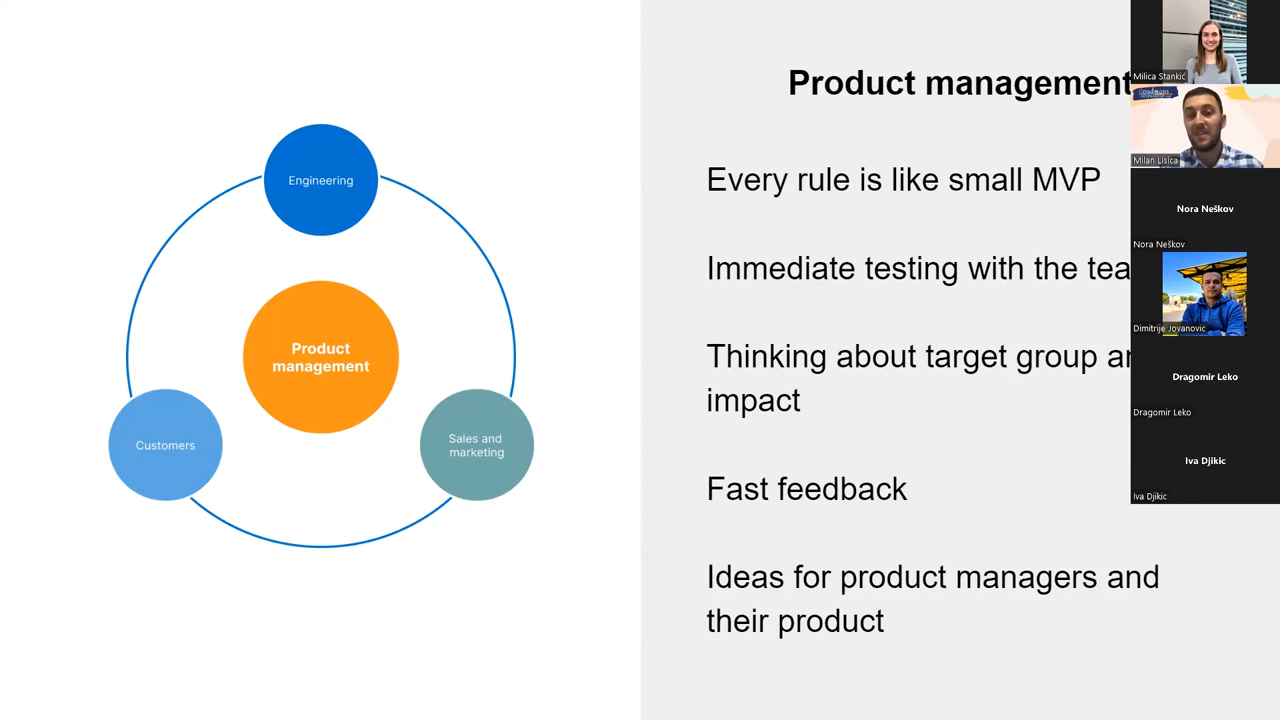 Engineering
Product
management
Customers
Sales and
marketing
Product management
Every rule is like small MVP
Immediate testing with the tea
Thinking about target group an
impact
Fast feedback
Ideas for product managers and
their product
Milica Stankić
Milan Lisica
Nora Neškov
Nora Neškov
Dimitrije Jovanovic
Dragomir Leko
Dragomir Leko
Iva Djikic
Iva Djikic